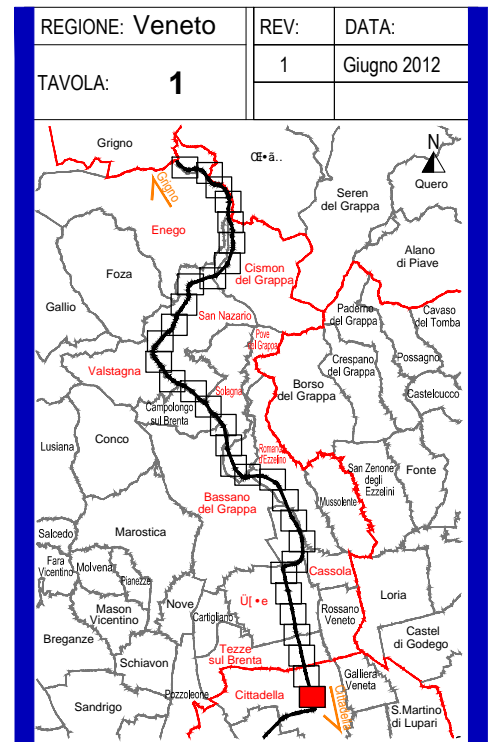 REGIONE: Veneto
REV:
DATA:
TAVOLA: 1
1
Giugno 2012
Grigno
N
Quero
Grigno
Seren
del Grappa
Enego
Alano
di Piave
Cismon
del Grappa
Foza
Gallio
San Nazario
Paderno
del Grappa
Cavaso
del Tomba
Pove
del Grappa
Crespano
del Grappa
Possagno
Valstagna
Solagna
Borso
del Grappa
Castelcucco
Campolongo
sul Brenta
Lusiana
Conco
Romano
d'Ezzelino
San Zenone
degli
Ezzelini
Fonte
Bassano
del Grappa
Mussolente
Salcedo
Marostica
Fara
Vicentino
Molvena
Pianezze
Cassola
Loria
Mason
Vicentino
Nove
Cartigliano
Rossano
Veneto
Breganze
Castel
di Godego
Schiavon
Tezze
sul Brenta
Galliera
Veneta
Pozzoleone
Cittadella
Cittadella
Sandrigo
S.Martino
di Lupari